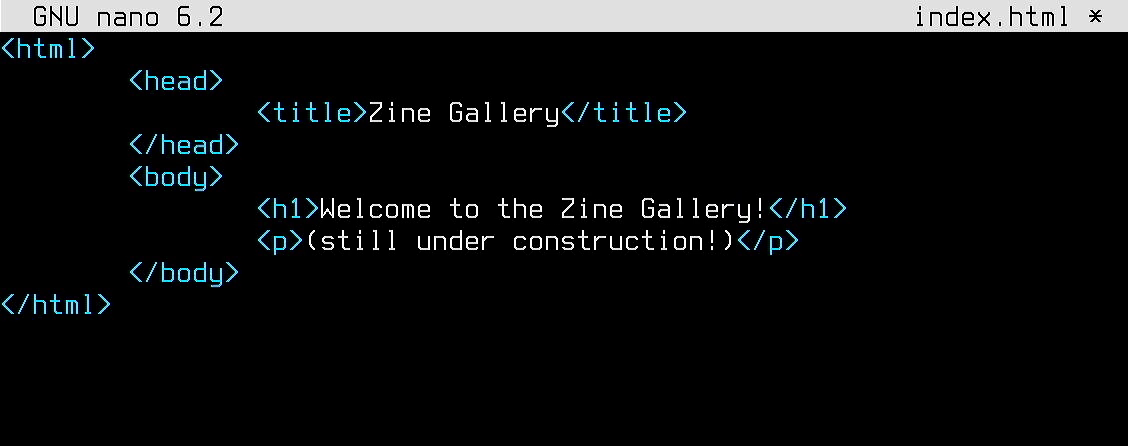 GNU nano 6.2 index.html *
<html>
<head>
<title>Zine Gallery</title>
</head>
<body>
<h1>Welcome to the Zine Gallery!</h1>
<p>(still under construction!)</p>
</body>
</html>